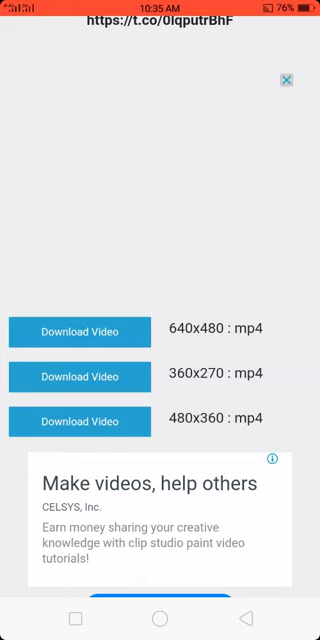 10:35 AM
76%
https://t.co/0lqputrBhF
Download Video 640x480 : mp4
Download Video 360x270 : mp4
Download Video 480x360 : mp4
Make videos, help others
CELSYS, Inc.
Earn money sharing your creative
knowledge with clip studio paint video
tutorials!